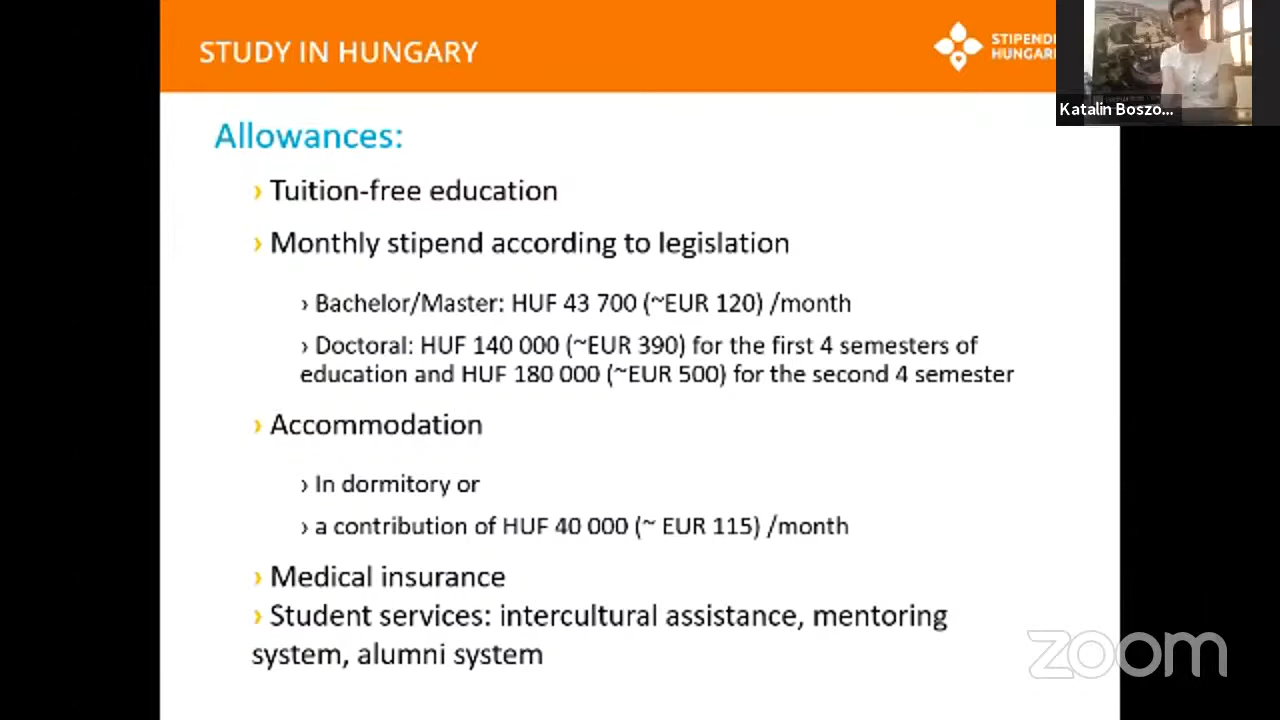 STUDY IN HUNGARY
STIPENDI
HUNGAR
Katalin Boszo...
Allowances:
› Tuition-free education
› Monthly stipend according to legislation
› Bachelor/Master: HUF 43 700 (~EUR 120) /month
› Doctoral: HUF 140 000 (~EUR 390) for the first 4 semesters of
education and HUF 180 000 (~EUR 500) for the second 4 semester
› Accommodation
› In dormitory or
› a contribution of HUF 40 000 (~ EUR 115) /month
› Medical insurance
› Student services: intercultural assistance, mentoring
system, alumni system
zoom